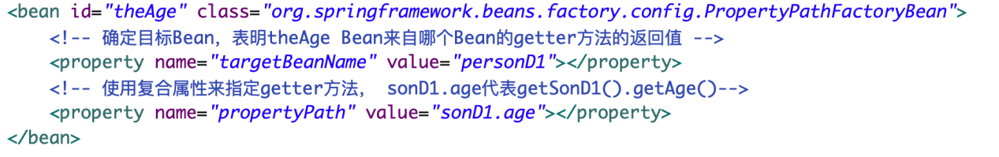 <bean id="theAge" class="org.springframework.beans.factory.config.PropertyPathFactoryBean">
<!-- 确定目标Bean，表明theAge Bean来自哪个Bean的getter方法的返回值 -->
<property name="targetBeanName" value="personD1"></property>
<!-- 使用复合属性来指定getter方法， sonD1.age代表getSonD1().getAge()-->
<property name="propertyPath" value="sonD1.age"></property>
</bean>